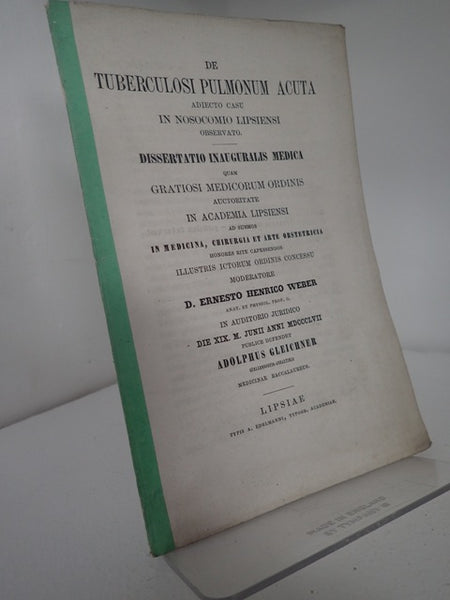 DE
TUBERCULOSI PULMONUM ACUTA
ADIECTO CASU
IN NOSOCOMIO LIPSIENSI
OBSERVATO.
DISSERTATIO INAUGURALIS MEDICA
QUAM
GRATIOSI MEDICORUM ORDINIS
AUCTORITATE
IN ACADEMIA LIPSIENSI
AD SUMMOS
IN MEDICINA, CHIRURGIA ET ARTE OBSTETRICIA
HONORES RITE CAPESSENDOS
ILLUSTRIS ICTORUM ORDINIS CONCESSU
MODERATORE
D. ERNESTO HENRICO WEBER
ANAT. ET PHYSIOL. PROF. O.
IN AUDITORIO JURIDICO
DIE XIX. M. JUNII ANNI MDCCCLVII
PUBLICE DEFENDET
ADOLPHUS GLEICHNER
MEDICINAE BACCALAUREUS.
LIPSIAE
TYPIS A. EDELMANNI, TYPOGR. ACADEMIAE.
MADE IN ENGLAND